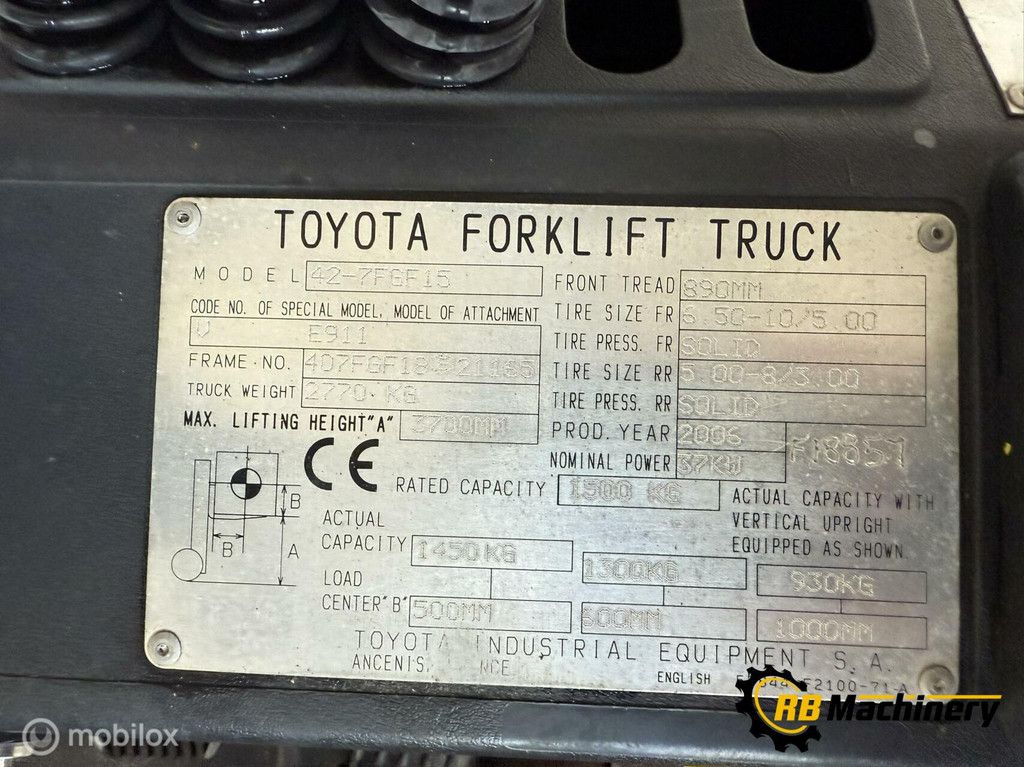 TOYOTA FORKLIFT TRUCK
MODEL 42-7FGF15
CODE NO. OF SPECIAL MODEL, MODEL OF ATTACHMENT
V E911
FRAME·NO.
TRUCK WEIGHT 2770·KG
MAX. LIFTING HEIGHT"A" 3700MM
FRONT TREAD 890MM
TIRE SIZE FR 6.50-10/5.00
TIRE PRESS. FR SOLID
TIRE SIZE RR 5.00-8/3.00
TIRE PRESS. RR SOLID
PROD. YEAR 2006
NOMINAL POWER 37KW
F18857
CE
RATED CAPACITY 1500 KG
ACTUAL CAPACITY WITH
VERTICAL UPRIGHT
EQUIPPED AS SHOWN.
B
B
A
ACTUAL
CAPACITY 1450KG 1300KG 930KG
LOAD
CENTER"B" 500MM 600MM 1000MM
TOYOTA INDUSTRIAL EQUIPMENT S.A.
ANCENIS.
ENGLISH
RB Machinery
mobilox